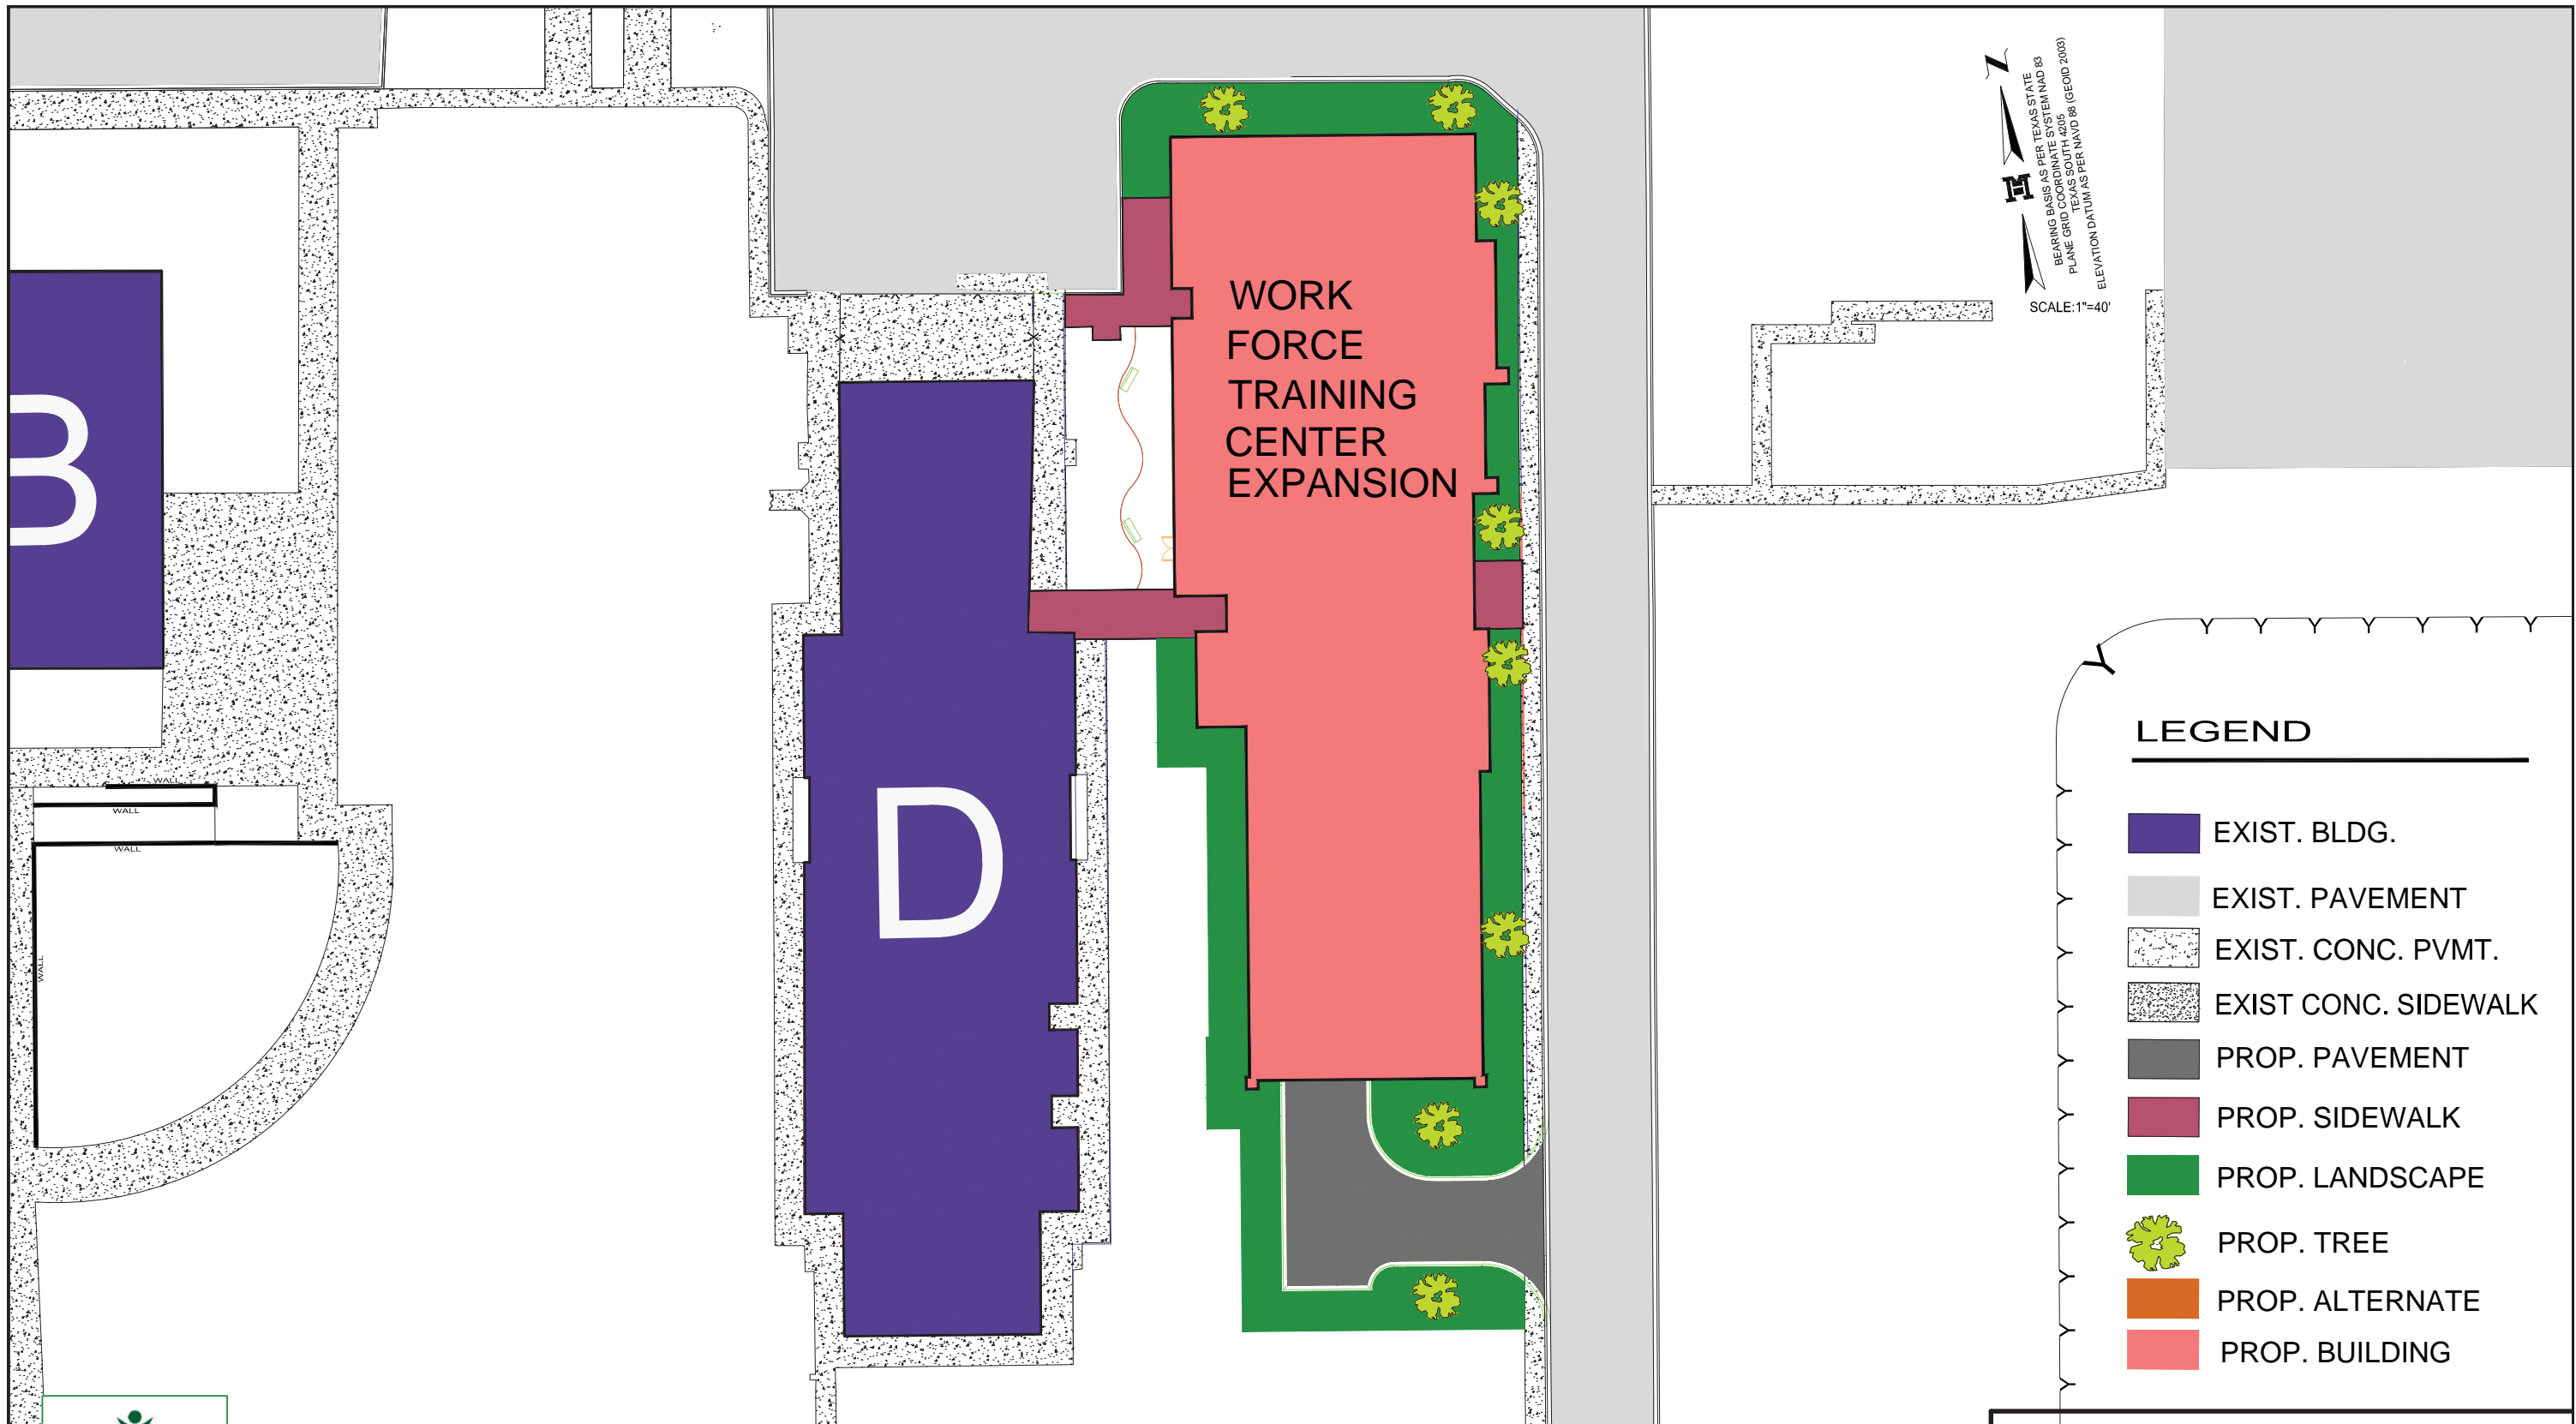 BEARING BASIS AS PER TEXAS STATE
PLANE GRID COORDINATE SYSTEM NAD 83
TEXAS SOUTH 4205
ELEVATION DATUM AS PER NAVD 88 (GEOID 2003)
SCALE:1"=40'
B
WORK
FORCE
TRAINING
CENTER
EXPANSION
D
WALL
WALL
WALL
WALL
LEGEND
EXIST. BLDG.
EXIST. PAVEMENT
EXIST. CONC. PVMT.
EXIST CONC. SIDEWALK
PROP. PAVEMENT
PROP. SIDEWALK
PROP. LANDSCAPE
PROP. TREE
PROP. ALTERNATE
PROP. BUILDING